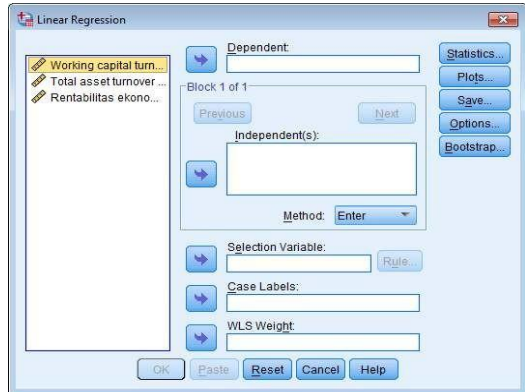 Linear Regression
Working capital turn...
Total asset turnover ...
Rentabilitas ekono...
Dependent:
Block 1 of 1
Previous
Next
Independent(s):
Method:
Enter
Selection Variable:
Rule...
Case Labels:
WLS Weight:
Statistics...
Plots...
Save...
Options...
Bootstrap...
OK
Paste
Reset
Cancel
Help